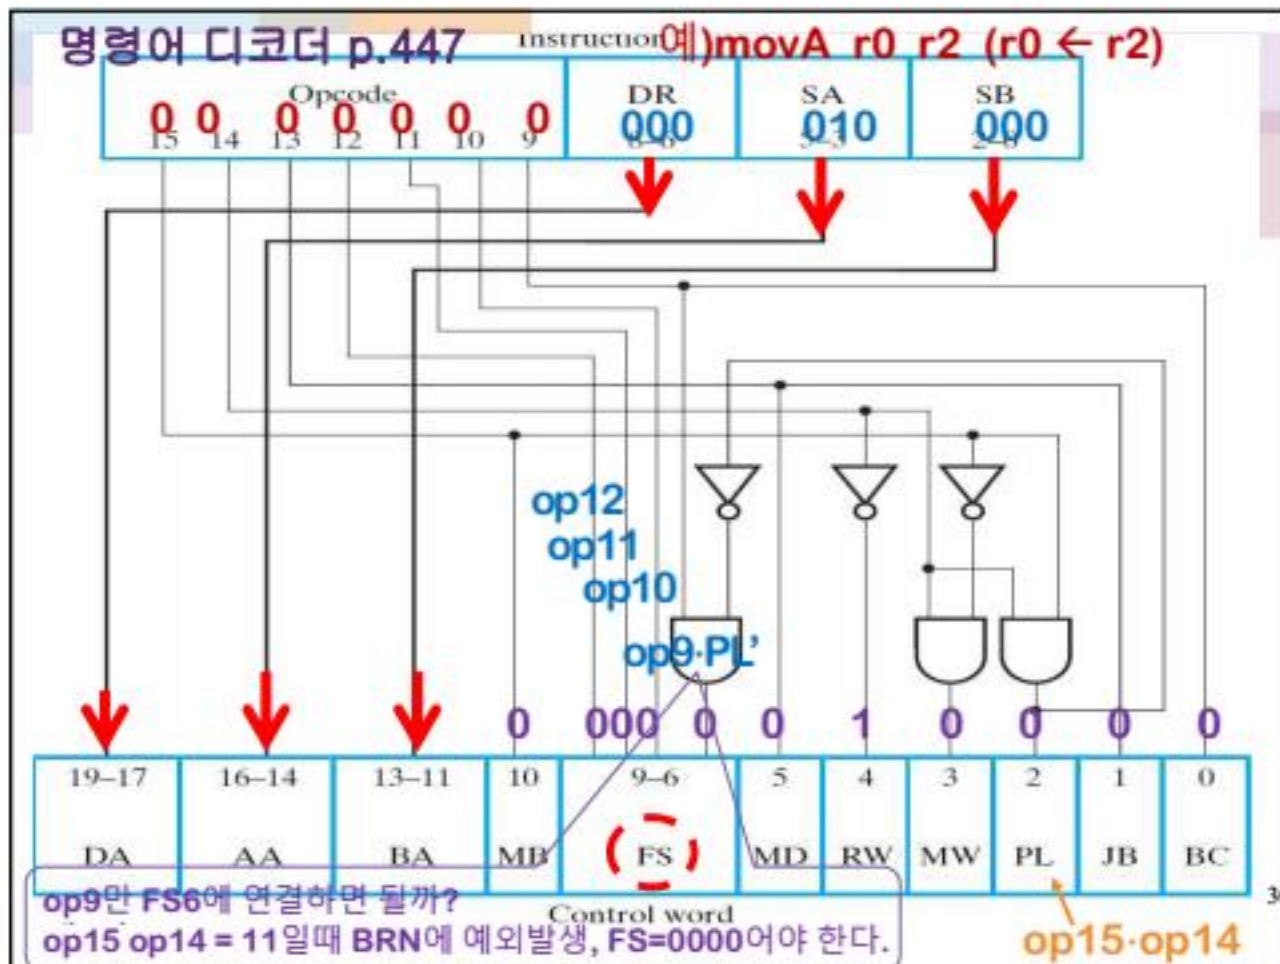 명령어 디코더 p.447
Instruction 예)movA r0 r2 (r0 ← r2)
Opcode DR SA SB
0 0 0 0 0 0 0 000 010 000
15 14 13 12 11 10 9 8–6 5–3 2–0
op12
op11
op10
op9·PL’
0 000 0 0 1 0 0 0 0
19–17 16–14 13–11 10 9–6 5 4 3 2 1 0
DA AA BA MB FS MD RW MW PL JB BC
op9만 FS6에 연결하면 될까?
op15 op14 = 11일때 BRN에 예외발생, FS=0000어야 한다.
Control word
op15·op14